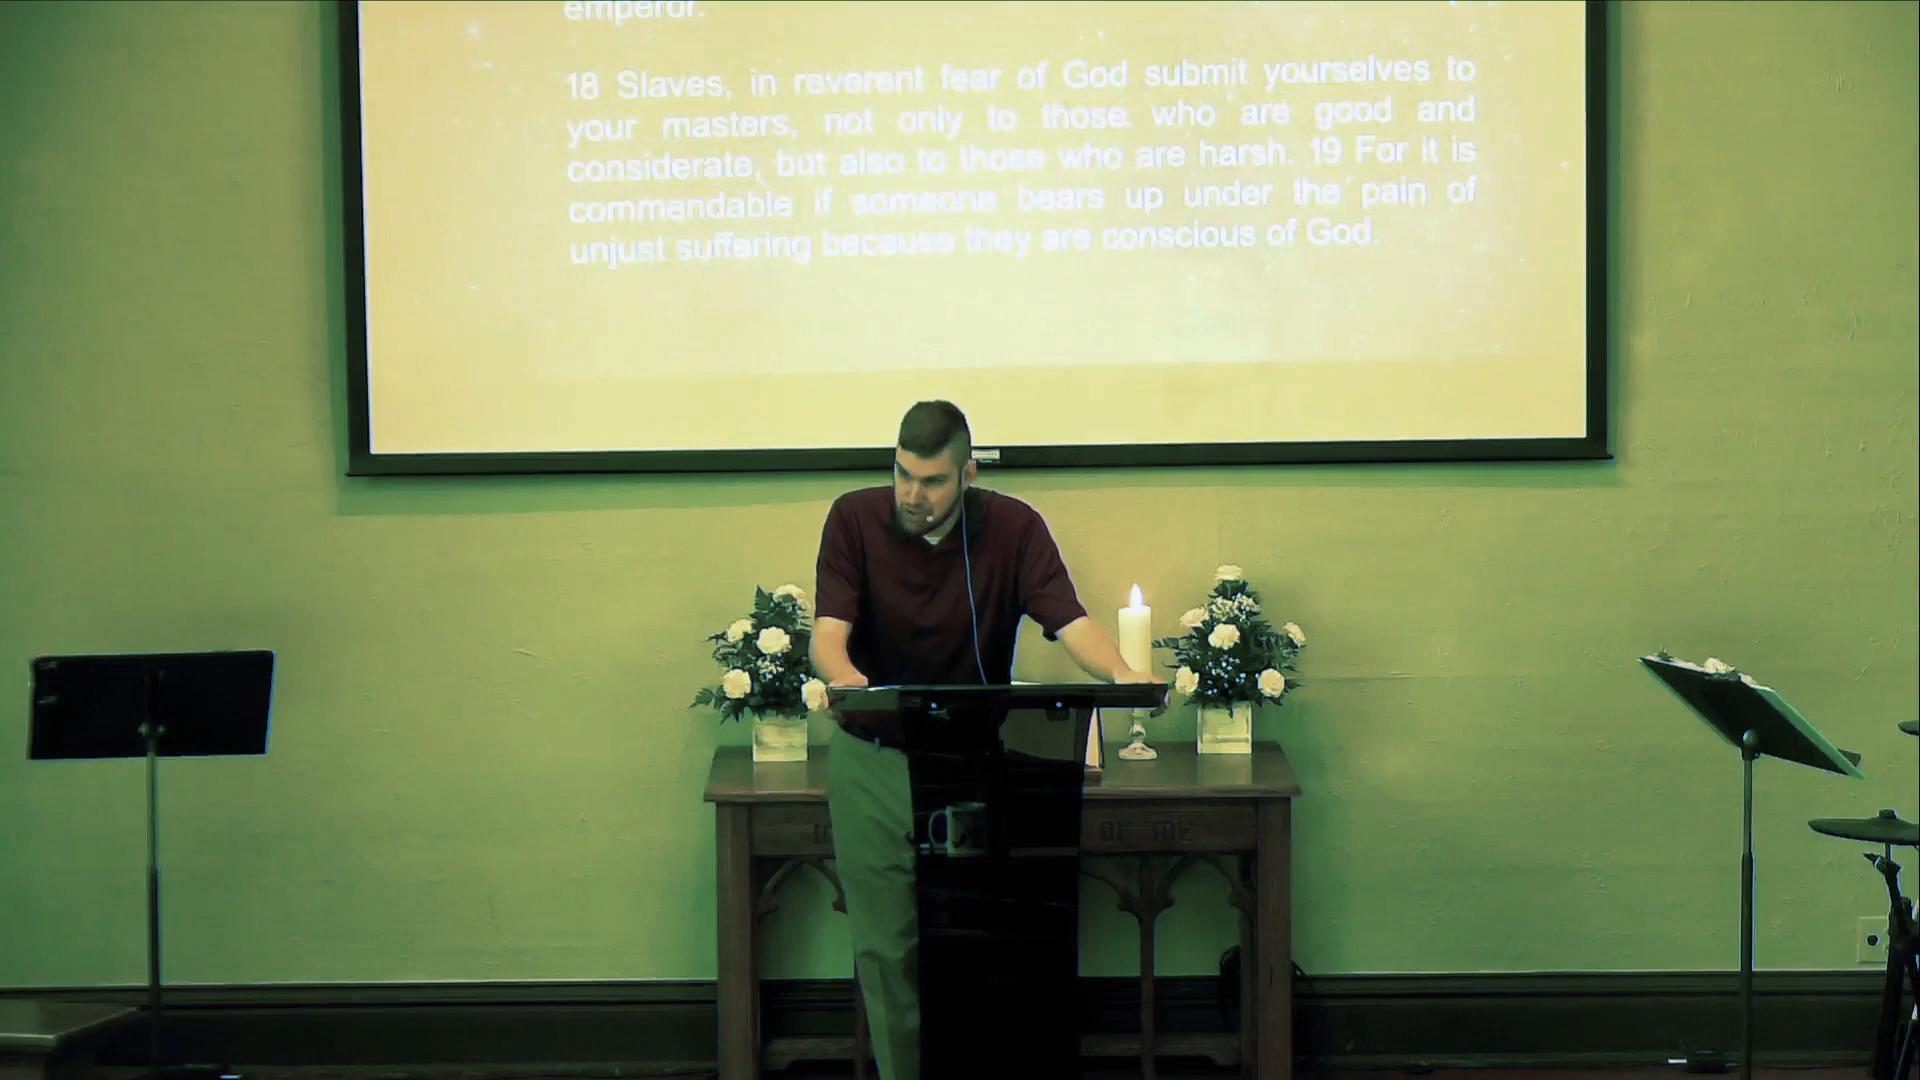 emperor.
18 Slaves, in reverent fear of God submit yourselves to
your masters, not only to those who are good and
considerate, but also to those who are harsh. 19 For it is
commendable if someone bears up under the pain of
unjust suffering because they are conscious of God.
OF ME